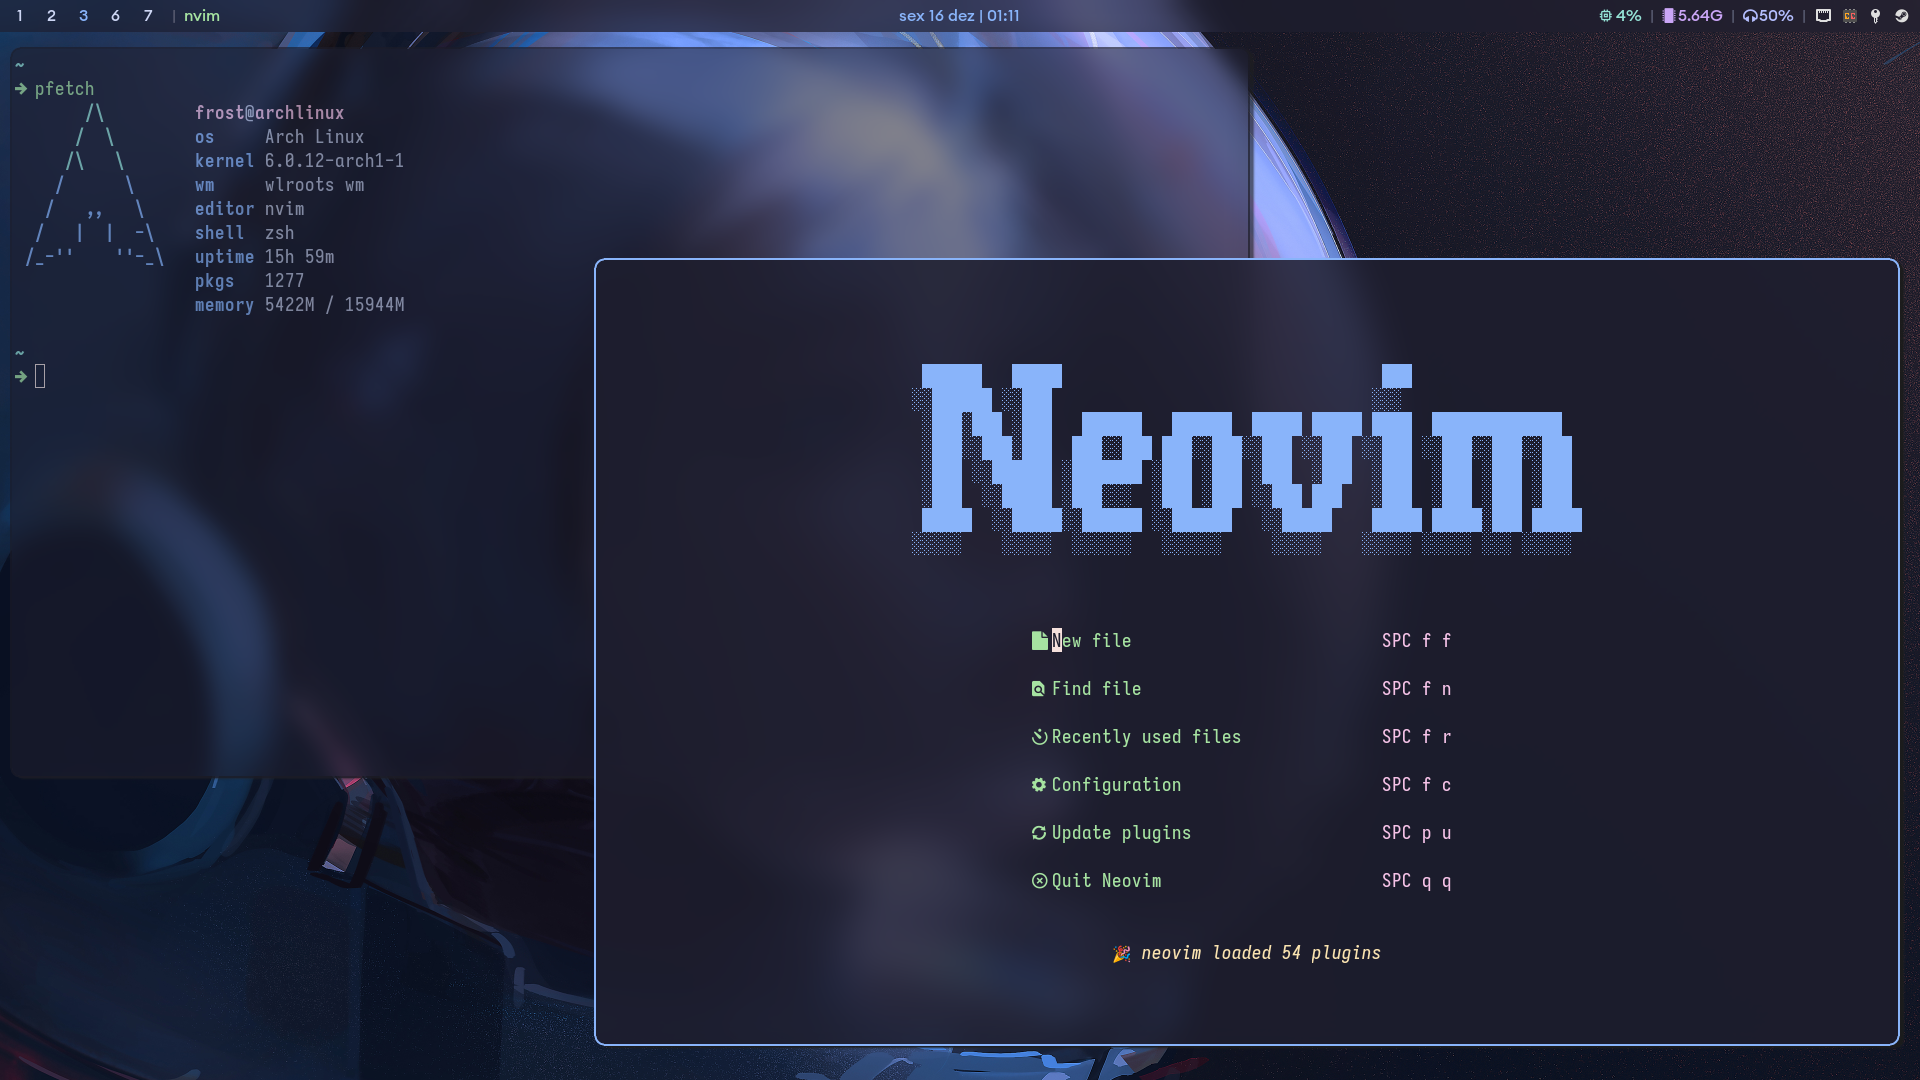 1 2 3 6 7 | nvim
sex 16 dez | 01:11
4% | 5.64G | 50% |
~
➜ pfetch
frost@archlinux
os Arch Linux
kernel 6.0.12-arch1-1
wm wlroots wm
editor nvim
shell zsh
uptime 15h 59m
pkgs 1277
memory 5422M / 15944M
~
➜
Neovim
New file SPC f f
Find file SPC f n
Recently used files SPC f r
Configuration SPC f c
Update plugins SPC p u
Quit Neovim SPC q q
🎉 neovim loaded 54 plugins